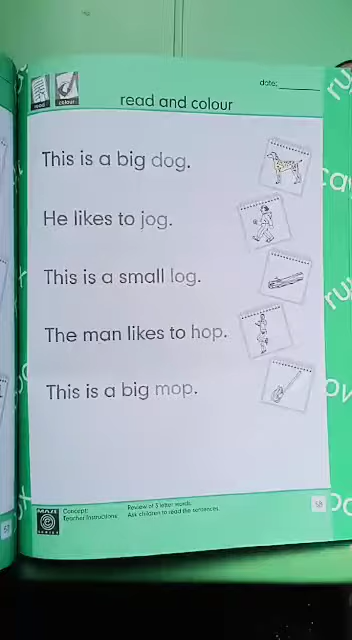 read
colour
date:
read and colour
This is a big dog.
He likes to jog.
This is a small log.
The man likes to hop.
This is a big mop.
Concept: Review of 3 letter words.
Teacher Instructions: Ask children to read the sentences.
58